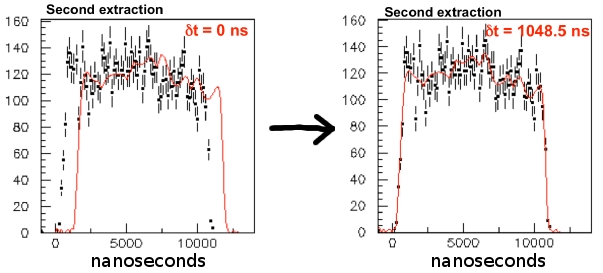 Second extraction
δt = 0 ns
160
140
120
100
80
60
40
20
0
0 5000 10000
nanoseconds
Second extraction
δt = 1048.5 ns
160
140
120
100
80
60
40
20
0
0 5000 10000
nanoseconds